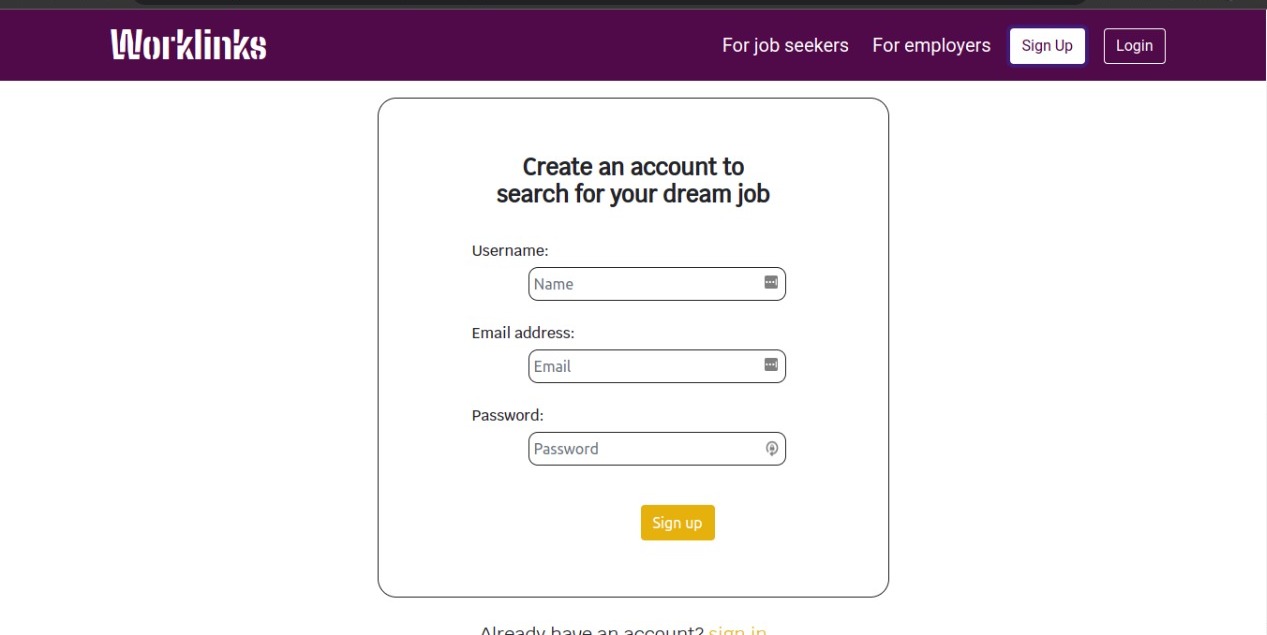 Worklinks
For job seekers
For employers
Sign Up
Login
Create an account to
search for your dream job
Username:
Name
Email address:
Email
Password:
Password
Sign up
Already have an account? sign in